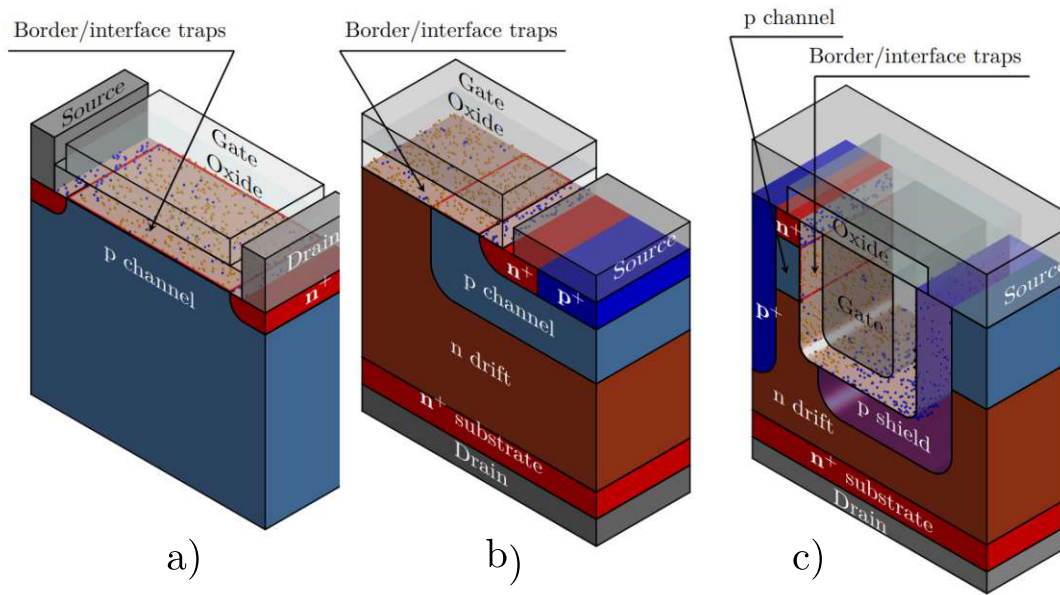 Border/interface traps
Source
Gate
Oxide
Drain
p channel
n⁺
a)
Border/interface traps
Gate
Oxide
Source
n⁺
p⁺
p channel
n drift
n⁺ substrate
Drain
b)
p channel
Border/interface traps
n⁺
Oxide
Source
p⁺
Gate
n drift
p shield
n⁺ substrate
Drain
c)